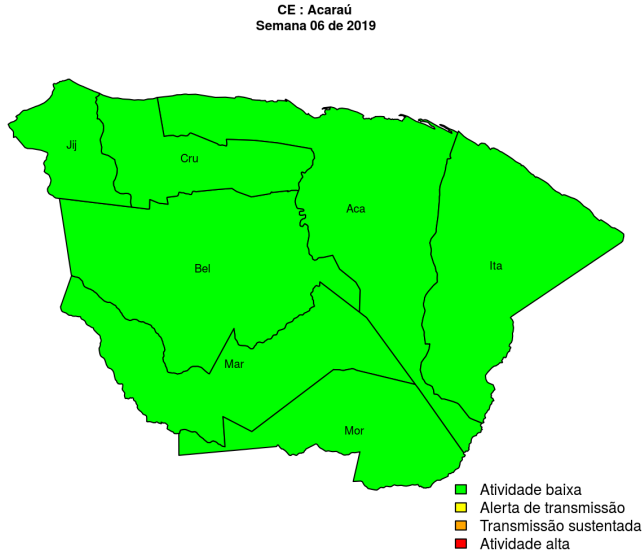 CE : Acaraú
Semana 06 de 2019
Jij
Cru
Aca
Bel
Ita
Mar
Mor
Atividade baixa
Alerta de transmissão
Transmissão sustentada
Atividade alta